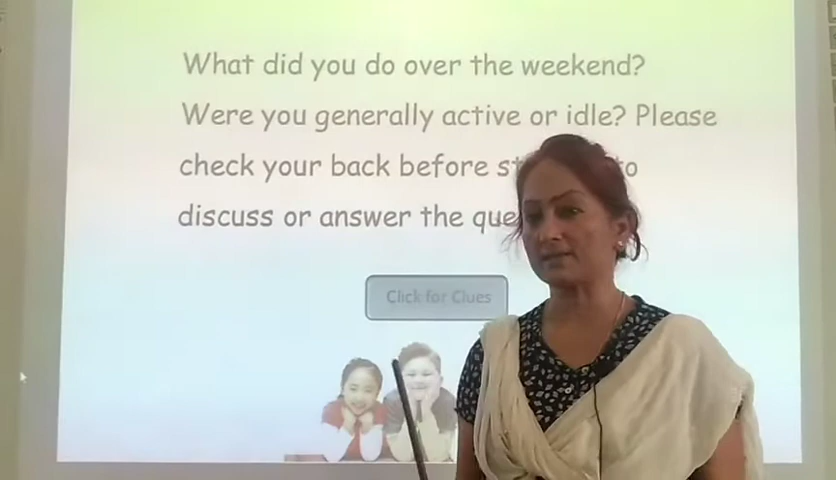 What did you do over the weekend?
Were you generally active or idle? Please
check your back before to
discuss or answer the
Click for Clues